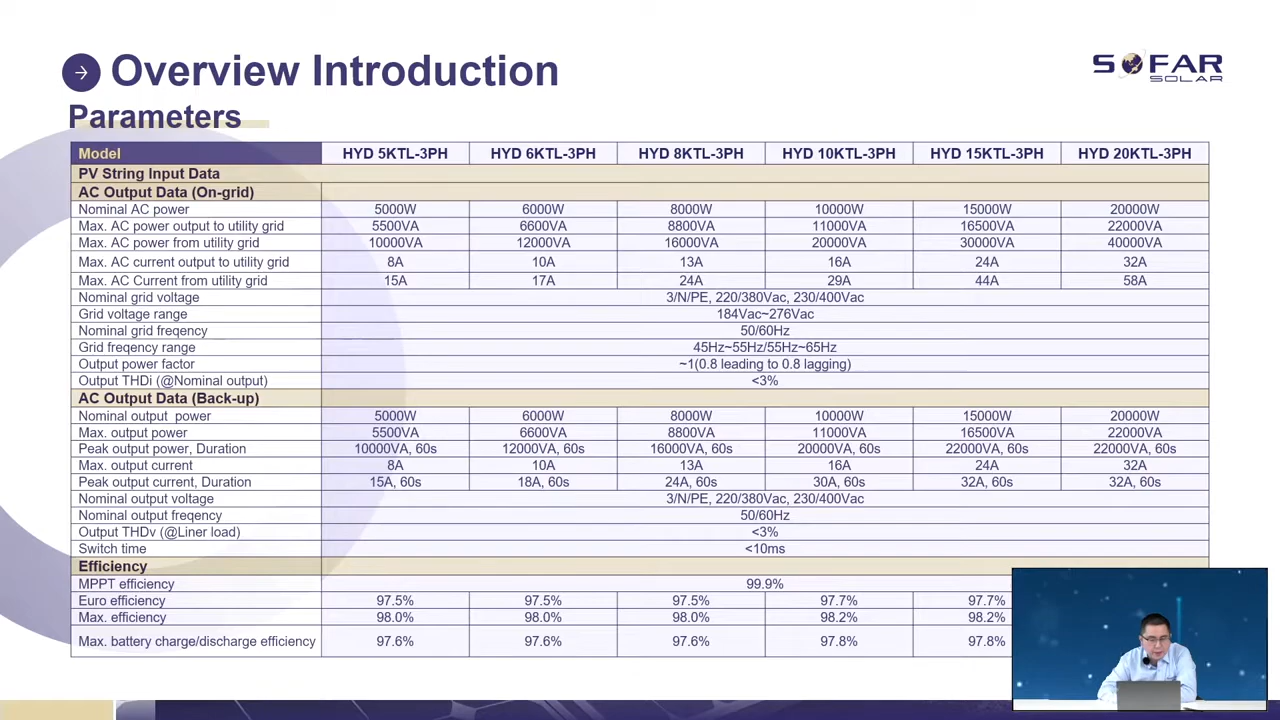 Overview Introduction
SOFAR
SOLAR
Parameters
Model HYD 5KTL-3PH HYD 6KTL-3PH HYD 8KTL-3PH HYD 10KTL-3PH HYD 15KTL-3PH HYD 20KTL-3PH
PV String Input Data
AC Output Data (On-grid)
Nominal AC power 5000W 6000W 8000W 10000W 15000W 20000W
Max. AC power output to utility grid 5500VA 6600VA 8800VA 11000VA 16500VA 22000VA
Max. AC power from utility grid 10000VA 12000VA 16000VA 20000VA 30000VA 40000VA
Max. AC current output to utility grid 8A 10A 13A 16A 24A 32A
Max. AC Current from utility grid 15A 17A 24A 29A 44A 58A
Nominal grid voltage 3/N/PE, 220/380Vac, 230/400Vac
Grid voltage range 184Vac~276Vac
Nominal grid freqency 50/60Hz
Grid freqency range 45Hz~55Hz/55Hz~65Hz
Output power factor ~1(0.8 leading to 0.8 lagging)
Output THDi (@Nominal output) <3%
AC Output Data (Back-up)
Nominal output power 5000W 6000W 8000W 10000W 15000W 20000W
Max. output power 5500VA 6600VA 8800VA 11000VA 16500VA 22000VA
Peak output power, Duration 10000VA, 60s 12000VA, 60s 16000VA, 60s 20000VA, 60s 22000VA, 60s 22000VA, 60s
Max. output current 8A 10A 13A 16A 24A 32A
Peak output current, Duration 15A, 60s 18A, 60s 24A, 60s 30A, 60s 32A, 60s 32A, 60s
Nominal output voltage 3/N/PE, 220/380Vac, 230/400Vac
Nominal output freqency 50/60Hz
Output THDv (@Liner load) <3%
Switch time <10ms
Efficiency
MPPT efficiency 99.9%
Euro efficiency 97.5% 97.5% 97.5% 97.7% 97.7%
Max. efficiency 98.0% 98.0% 98.0% 98.2% 98.2%
Max. battery charge/discharge efficiency 97.6% 97.6% 97.6% 97.8% 97.8%